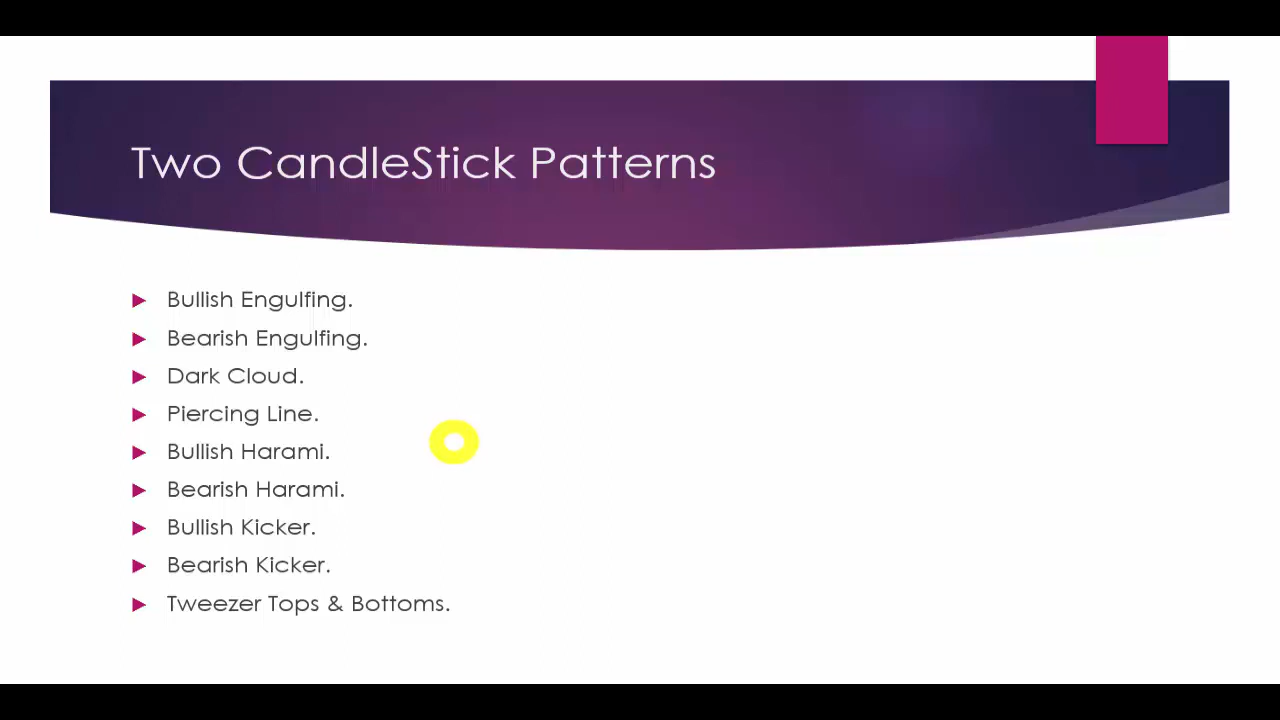 Two CandleStick Patterns
Bullish Engulfing.
Bearish Engulfing.
Dark Cloud.
Piercing Line.
Bullish Harami.
Bearish Harami.
Bullish Kicker.
Bearish Kicker.
Tweezer Tops & Bottoms.